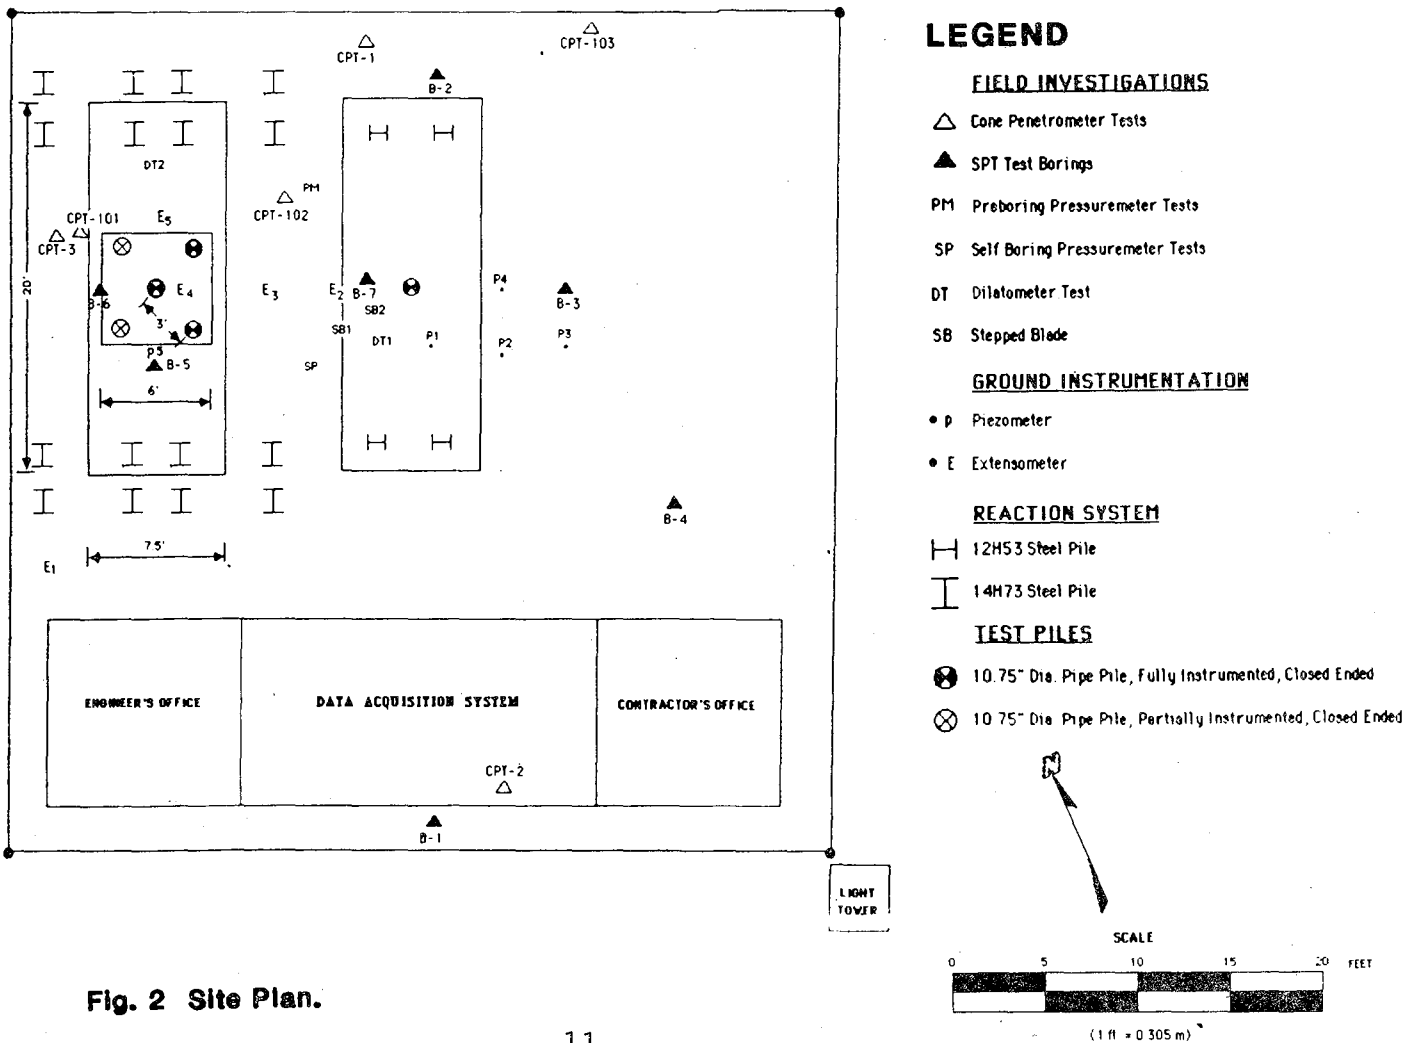 CPT-1
CPT-103
B-2
DT2
PM
CPT-102
CPT-101
E5
CPT-3
20'
B-6
E4
E3
E2
B-7
P4
B-3
3'
SB2
SB1
DT1
P1
P2
P3
P5
B-5
SP
6'
B-4
7.5'
E1
ENGINEER'S OFFICE
DATA ACQUISITION SYSTEM
CONTRACTOR'S OFFICE
CPT-2
B-1
LIGHT
TOWER
Fig. 2 Site Plan.
11
LEGEND
FIELD INVESTIGATIONS
Cone Penetrometer Tests
SPT Test Borings
PM Preboring Pressuremeter Tests
SP Self Boring Pressuremeter Tests
DT Dilatometer Test
SB Stepped Blade
GROUND INSTRUMENTATION
• P Piezometer
• E Extensometer
REACTION SYSTEM
12H53 Steel Pile
14H73 Steel Pile
TEST PILES
10.75" Dia. Pipe Pile, Fully Instrumented, Closed Ended
10.75" Dia. Pipe Pile, Partially Instrumented, Closed Ended
N
SCALE
0 5 10 15 20 FEET
(1 ft = 0.305 m)